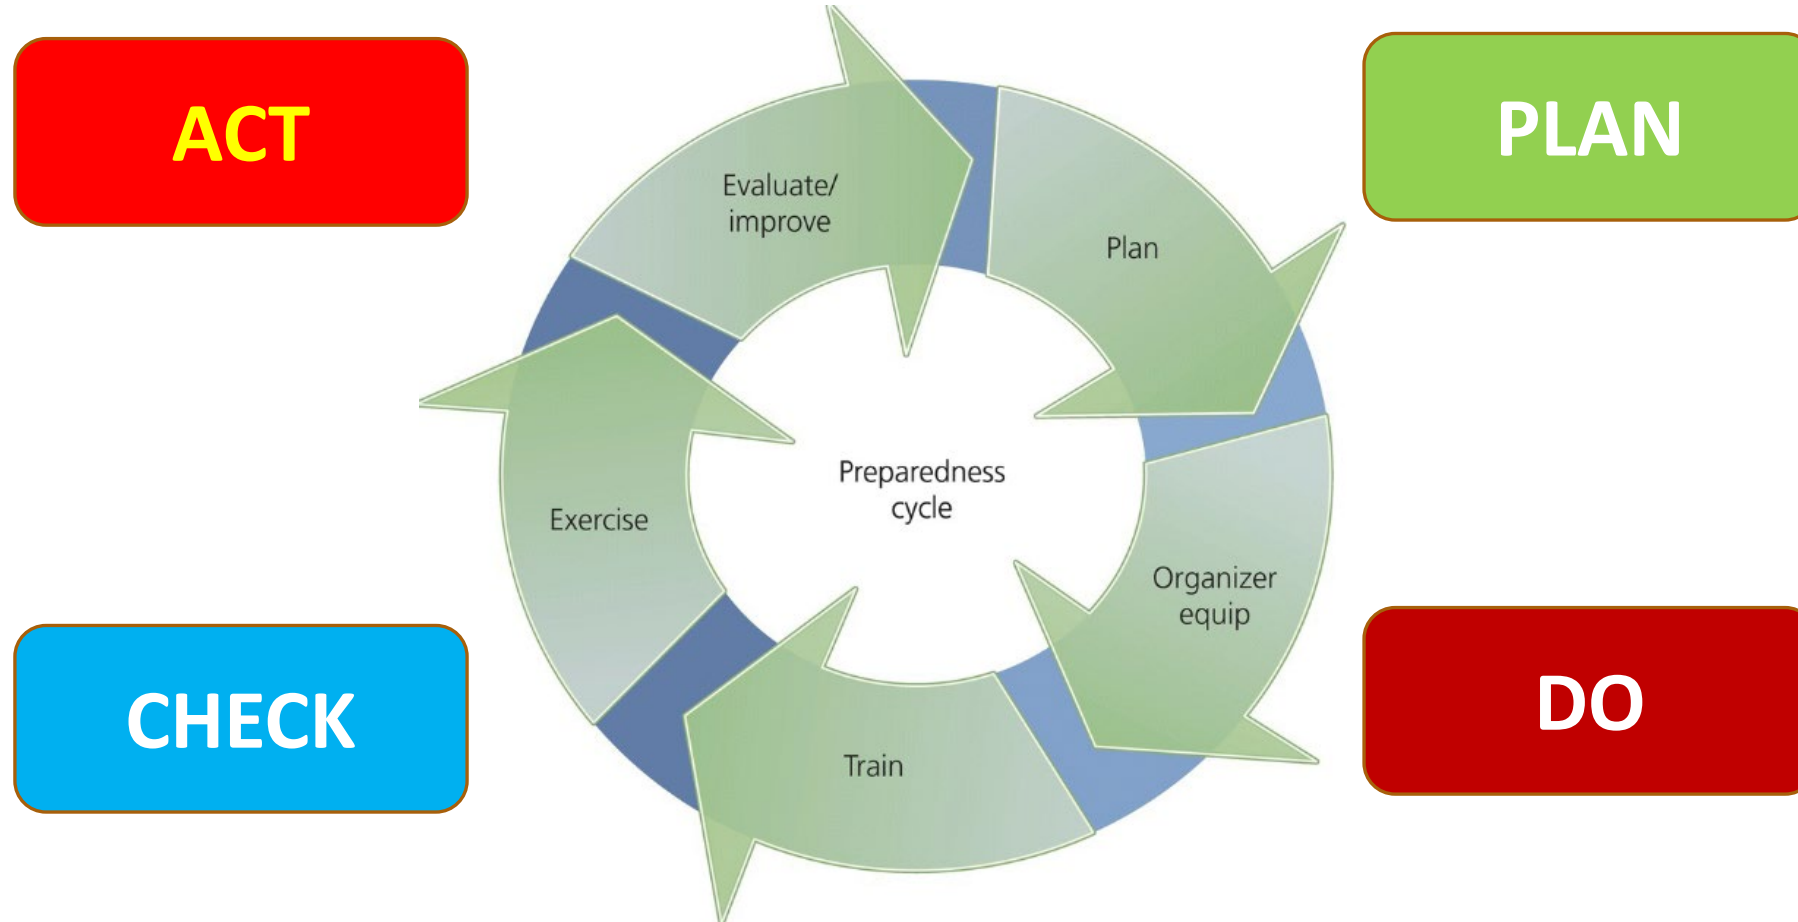 ACT
PLAN
Evaluate/
improve
Plan
Preparedness
cycle
Exercise
Organizer
equip
Train
CHECK
DO